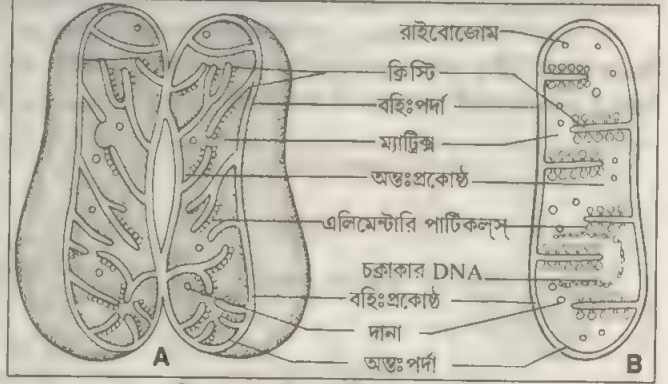 রাইবোজোম
ক্রিস্টি
বহিঃপর্দা
ম্যাট্রিক্স
অন্তঃপ্রকোষ্ঠ
এলিমেন্টারি পার্টিকল্‌স্
চক্রাকার DNA
বহিঃপ্রকোষ্ঠ
দানা
অন্তঃপর্দা
A
B